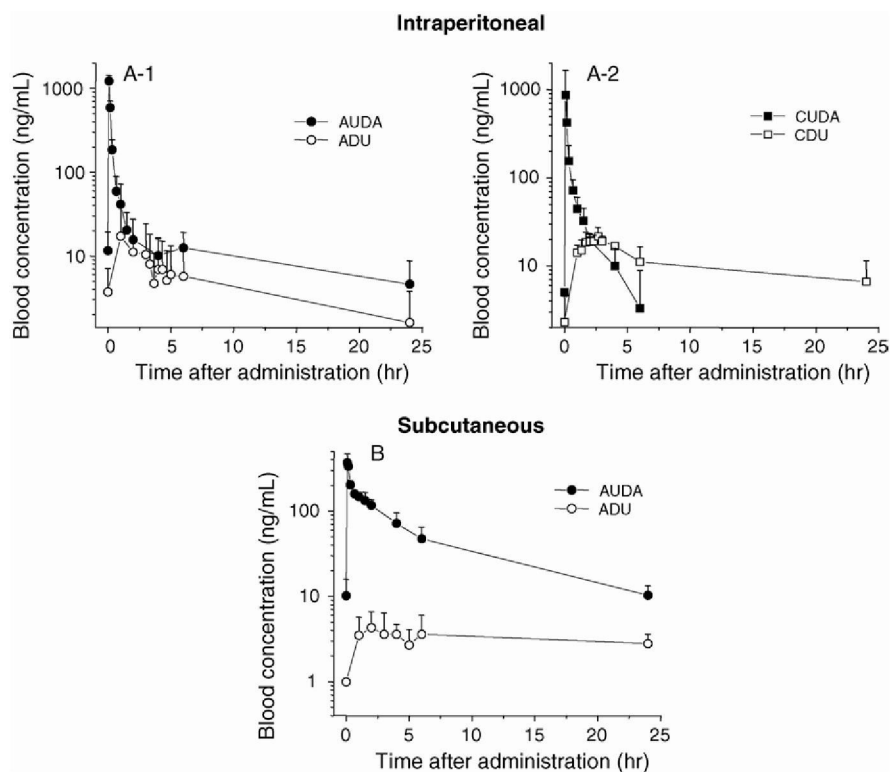 Intraperitoneal
A-1
Blood concentration (ng/mL)
1000
100
10
AUDA
ADU
0 5 10 15 20 25
Time after administration (hr)
A-2
Blood concentration (ng/mL)
1000
100
10
CUDA
CDU
0 5 10 15 20 25
Time after administration (hr)
Subcutaneous
B
Blood concentration (ng/mL)
100
10
1
AUDA
ADU
0 5 10 15 20 25
Time after administration (hr)